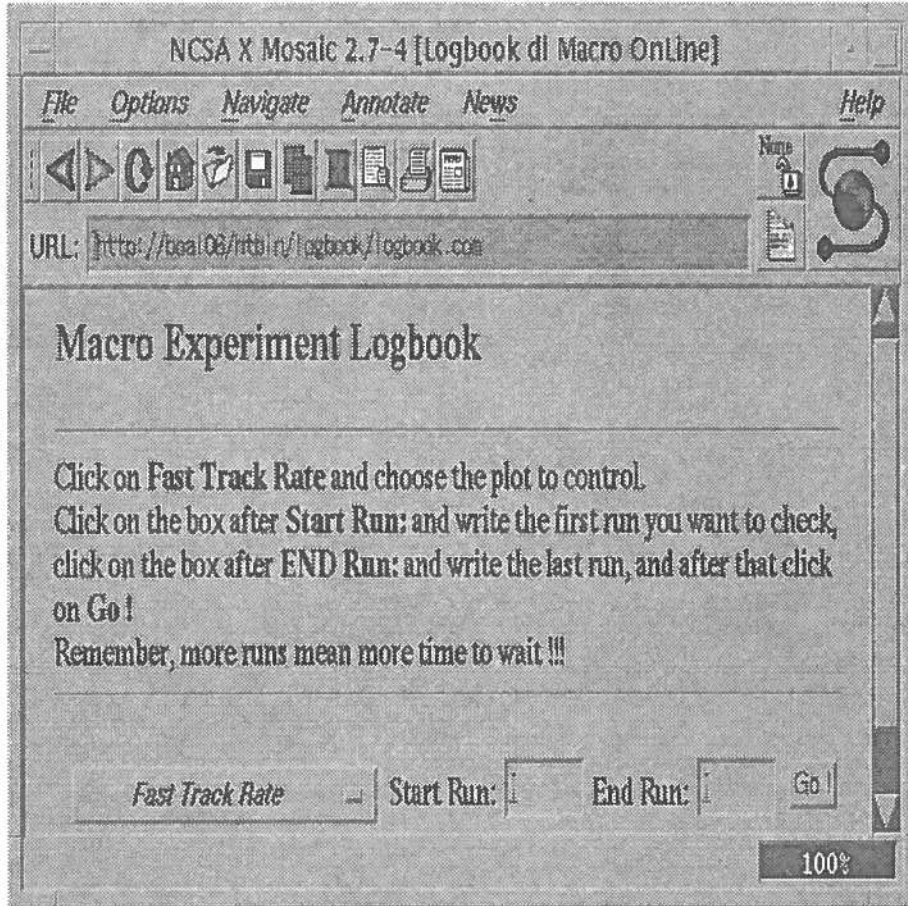 NCSA X Mosaic 2.7-4 [Logbook di Macro OnLine]
File Options Navigate Annotate News Help
None
URL: http://boal06/htbin/logbook/logbook.com
Macro Experiment Logbook
Click on Fast Track Rate and choose the plot to control.
Click on the box after Start Run: and write the first run you want to check,
click on the box after END Run: and write the last run, and after that click
on Go !
Remember, more runs mean more time to wait !!!
Fast Track Rate Start Run: End Run: Go !
100%